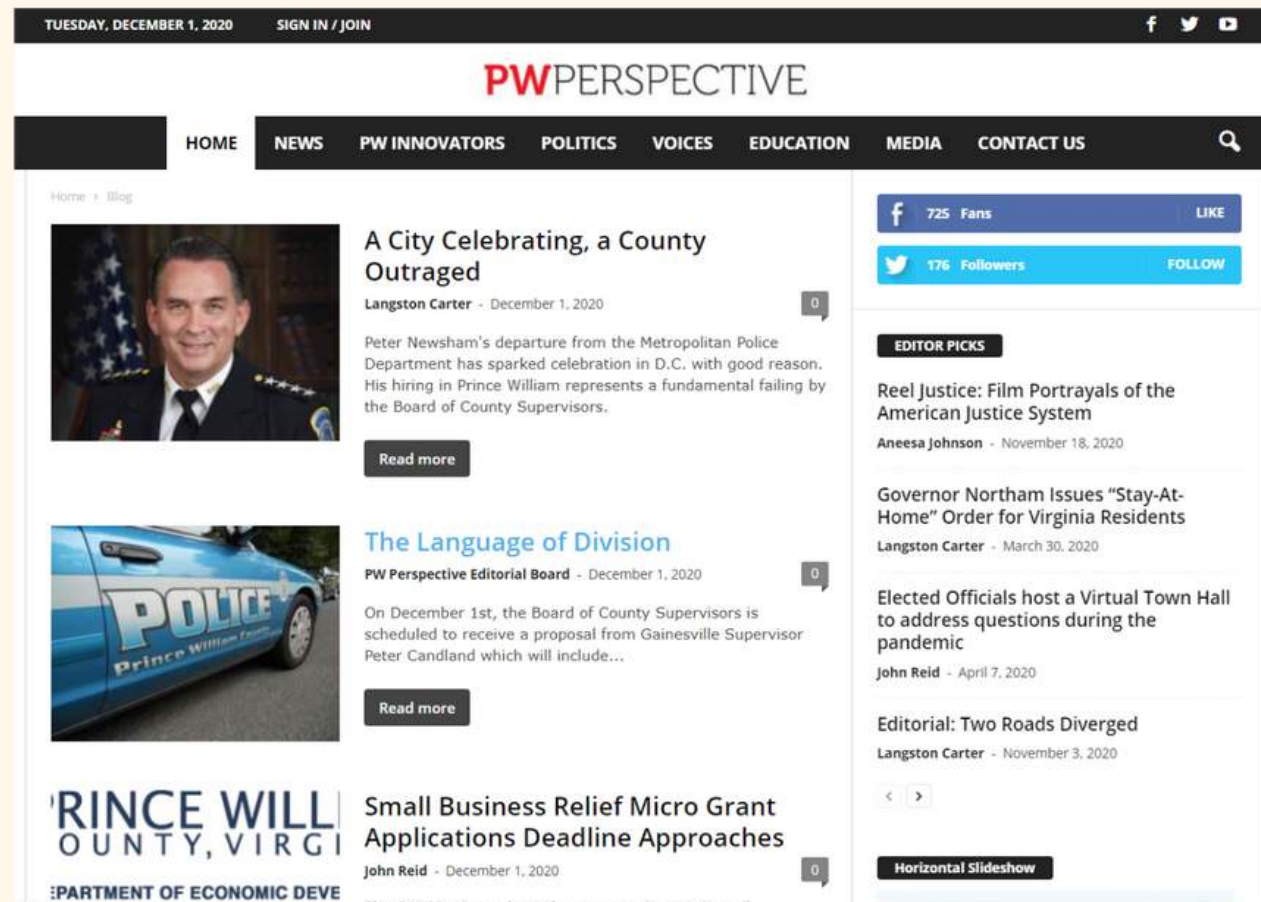 TUESDAY, DECEMBER 1, 2020 SIGN IN / JOIN
PWPERSPECTIVE
HOME NEWS PW INNOVATORS POLITICS VOICES EDUCATION MEDIA CONTACT US
Home › Blog
A City Celebrating, a County
Outraged
Langston Carter - December 1, 2020
0
Peter Newsham's departure from the Metropolitan Police
Department has sparked celebration in D.C. with good reason.
His hiring in Prince William represents a fundamental failing by
the Board of County Supervisors.
Read more
POLICE
Prince William County
The Language of Division
PW Perspective Editorial Board - December 1, 2020
0
On December 1st, the Board of County Supervisors is
scheduled to receive a proposal from Gainesville Supervisor
Peter Candland which will include...
Read more
RINCE WILL
OUNTY, VIRGI
EPARTMENT OF ECONOMIC DEVE
Small Business Relief Micro Grant
Applications Deadline Approaches
John Reid - December 1, 2020
0
725 Fans LIKE
176 Followers FOLLOW
EDITOR PICKS
Reel Justice: Film Portrayals of the
American Justice System
Aneesa Johnson - November 18, 2020
Governor Northam Issues “Stay-At-
Home” Order for Virginia Residents
Langston Carter - March 30, 2020
Elected Officials host a Virtual Town Hall
to address questions during the
pandemic
John Reid - April 7, 2020
Editorial: Two Roads Diverged
Langston Carter - November 3, 2020
Horizontal Slideshow